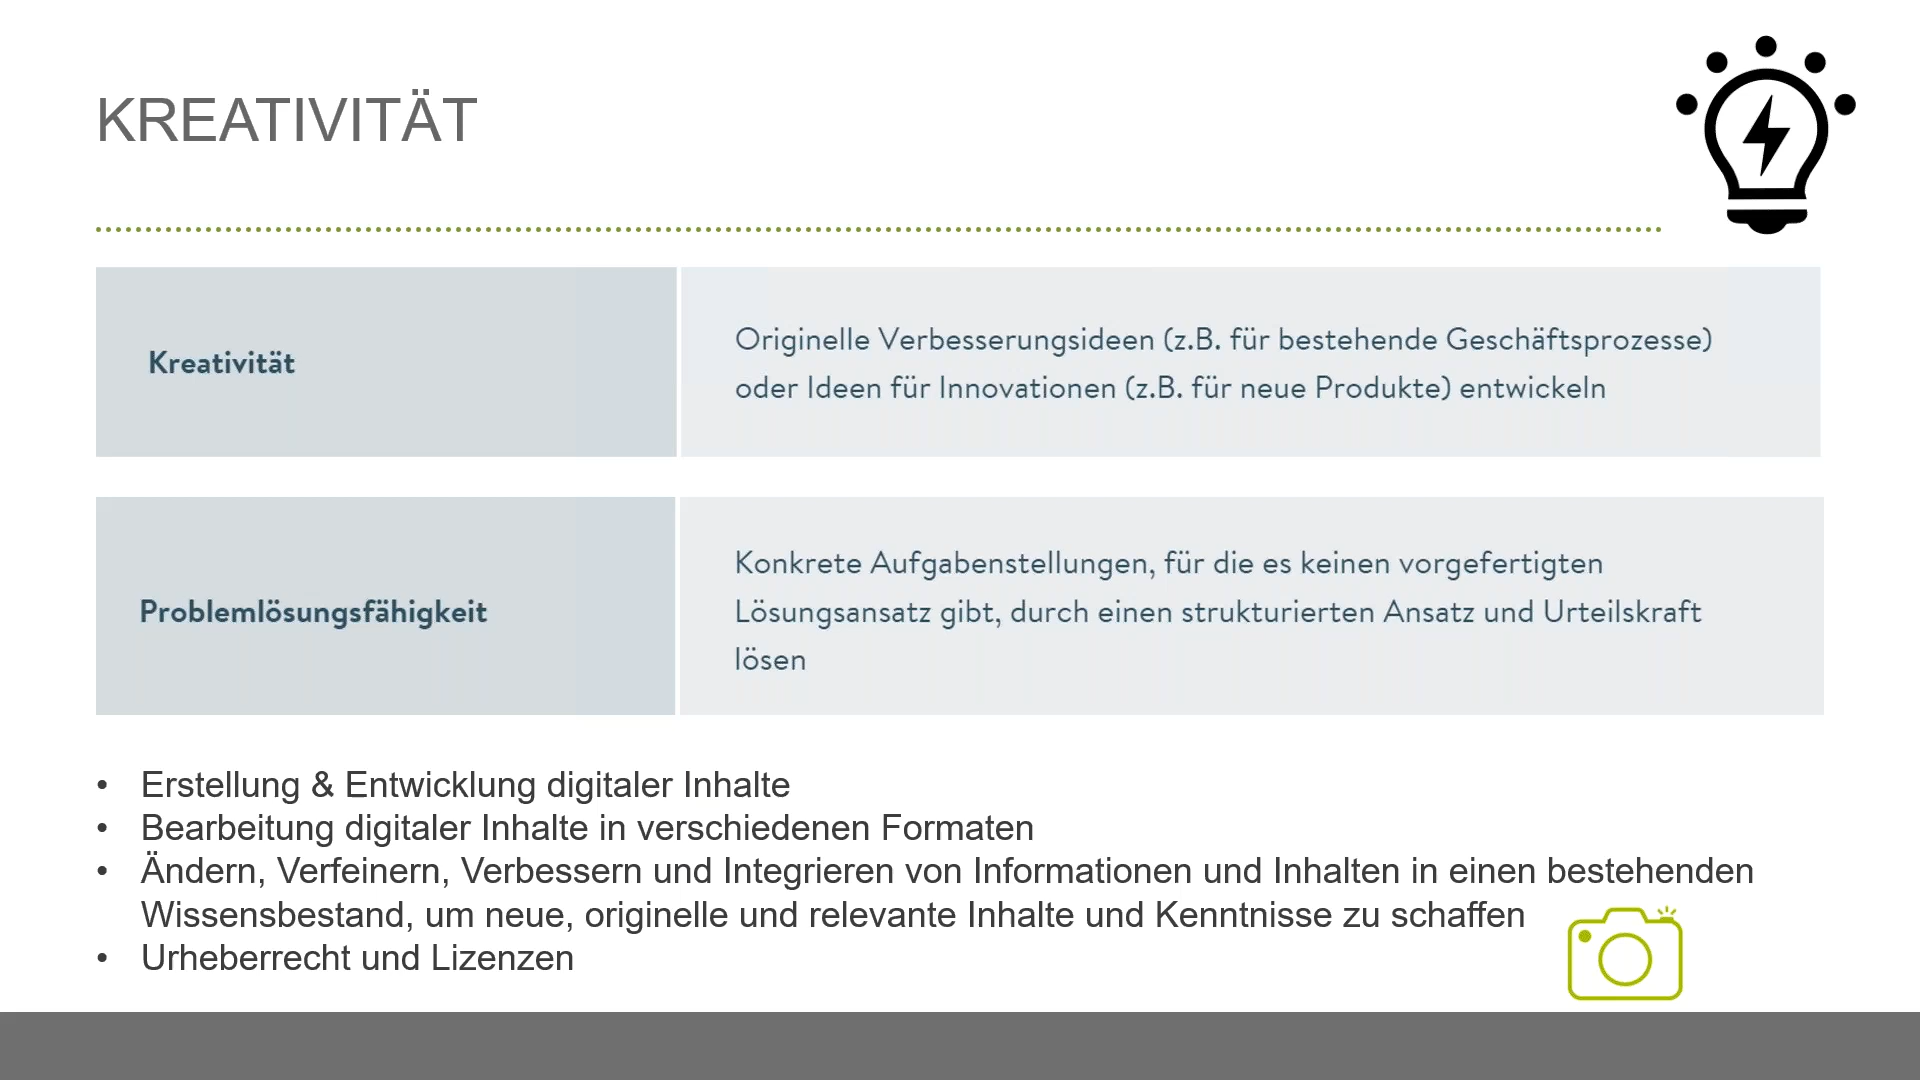 KREATIVITÄT
Kreativität
Originelle Verbesserungsideen (z.B. für bestehende Geschäftsprozesse)
oder Ideen für Innovationen (z.B. für neue Produkte) entwickeln
Problemlösungsfähigkeit
Konkrete Aufgabenstellungen, für die es keinen vorgefertigten
Lösungsansatz gibt, durch einen strukturierten Ansatz und Urteilskraft
lösen
• Erstellung & Entwicklung digitaler Inhalte
• Bearbeitung digitaler Inhalte in verschiedenen Formaten
• Ändern, Verfeinern, Verbessern und Integrieren von Informationen und Inhalten in einen bestehenden
Wissensbestand, um neue, originelle und relevante Inhalte und Kenntnisse zu schaffen
• Urheberrecht und Lizenzen